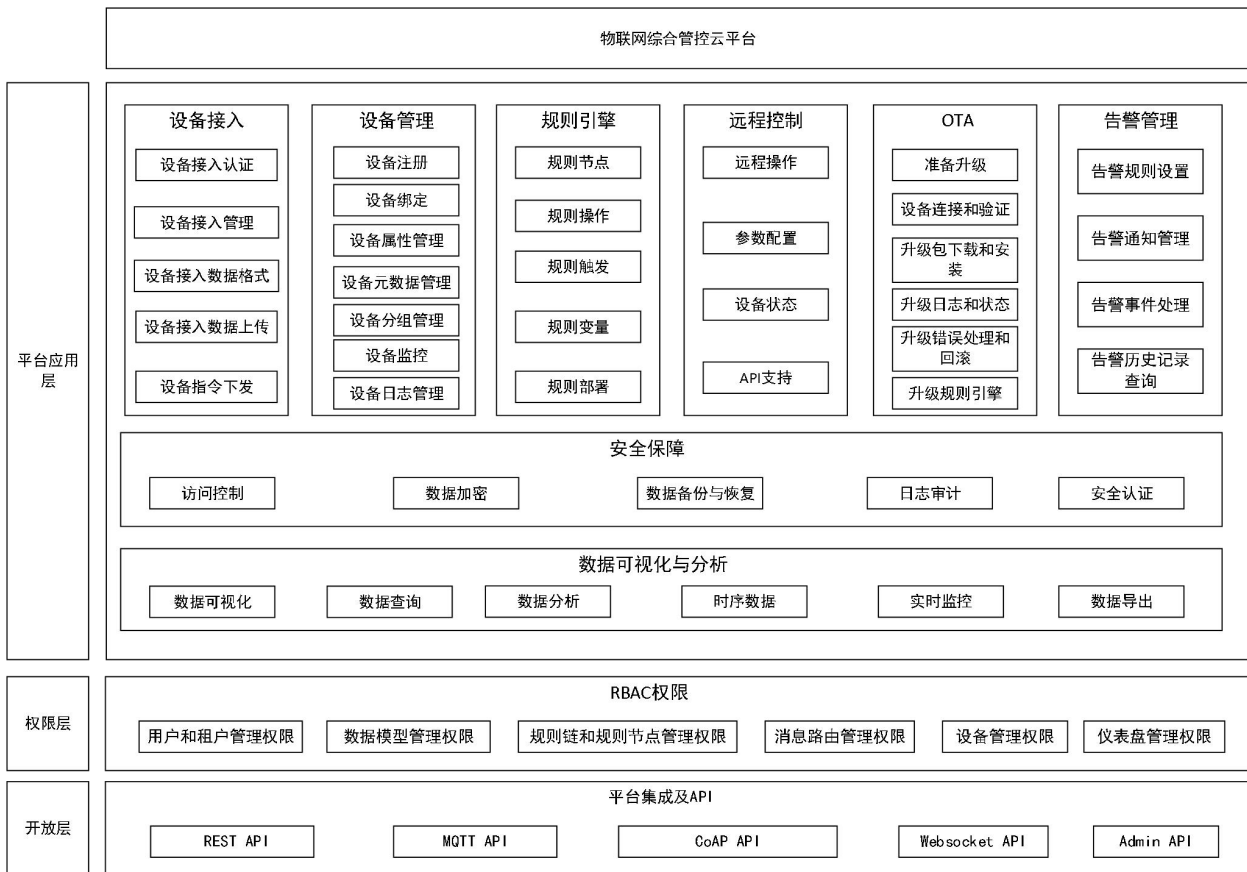 物联网综合管控云平台
平台应用
层
设备接入
设备接入认证
设备接入管理
设备接入数据格式
设备接入数据上传
设备指令下发
设备管理
设备注册
设备绑定
设备属性管理
设备元数据管理
设备分组管理
设备监控
设备日志管理
规则引擎
规则节点
规则操作
规则触发
规则变量
规则部署
远程控制
远程操作
参数配置
设备状态
API支持
OTA
准备升级
设备连接和验证
升级包下载和安
装
升级日志和状态
升级错误处理和
回滚
升级规则引擎
告警管理
告警规则设置
告警通知管理
告警事件处理
告警历史记录
查询
安全保障
访问控制
数据加密
数据备份与恢复
日志审计
安全认证
数据可视化与分析
数据可视化
数据查询
数据分析
时序数据
实时监控
数据导出
权限层
RBAC权限
用户和租户管理权限
数据模型管理权限
规则链和规则节点管理权限
消息路由管理权限
设备管理权限
仪表盘管理权限
开放层
平台集成及API
REST API
MQTT API
CoAP API
Websocket API
Admin API